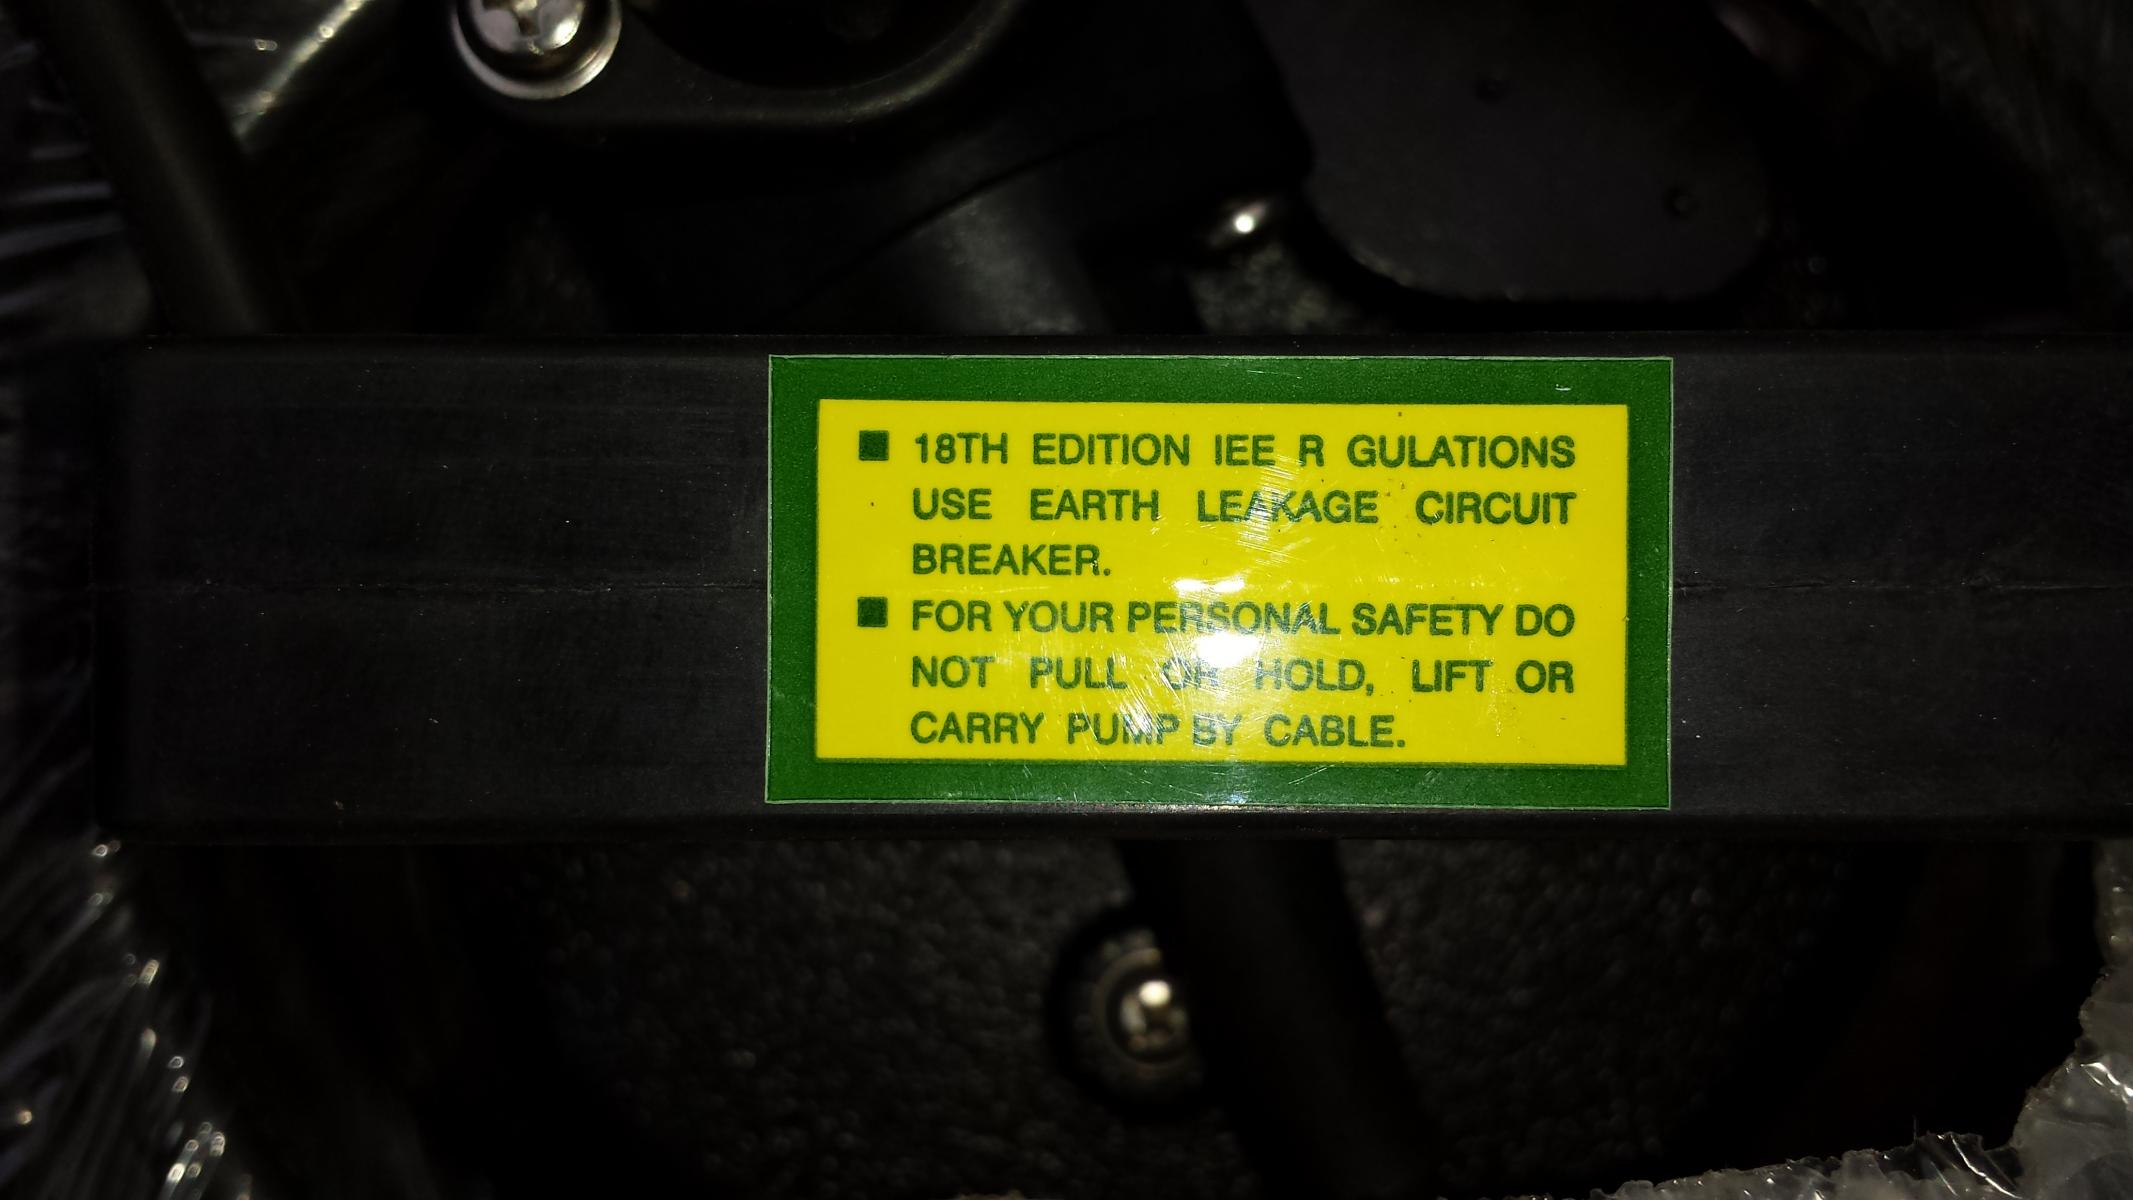 ■ 18TH EDITION IEE R GULATIONS
USE EARTH LEAKAGE CIRCUIT
BREAKER.
■ FOR YOUR PERSONAL SAFETY DO
NOT PULL OR HOLD, LIFT OR
CARRY PUMP BY CABLE.